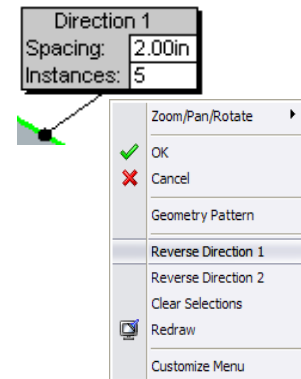 Direction 1
Spacing: 2.00in
Instances: 5
Zoom/Pan/Rotate
OK
Cancel
Geometry Pattern
Reverse Direction 1
Reverse Direction 2
Clear Selections
Redraw
Customize Menu